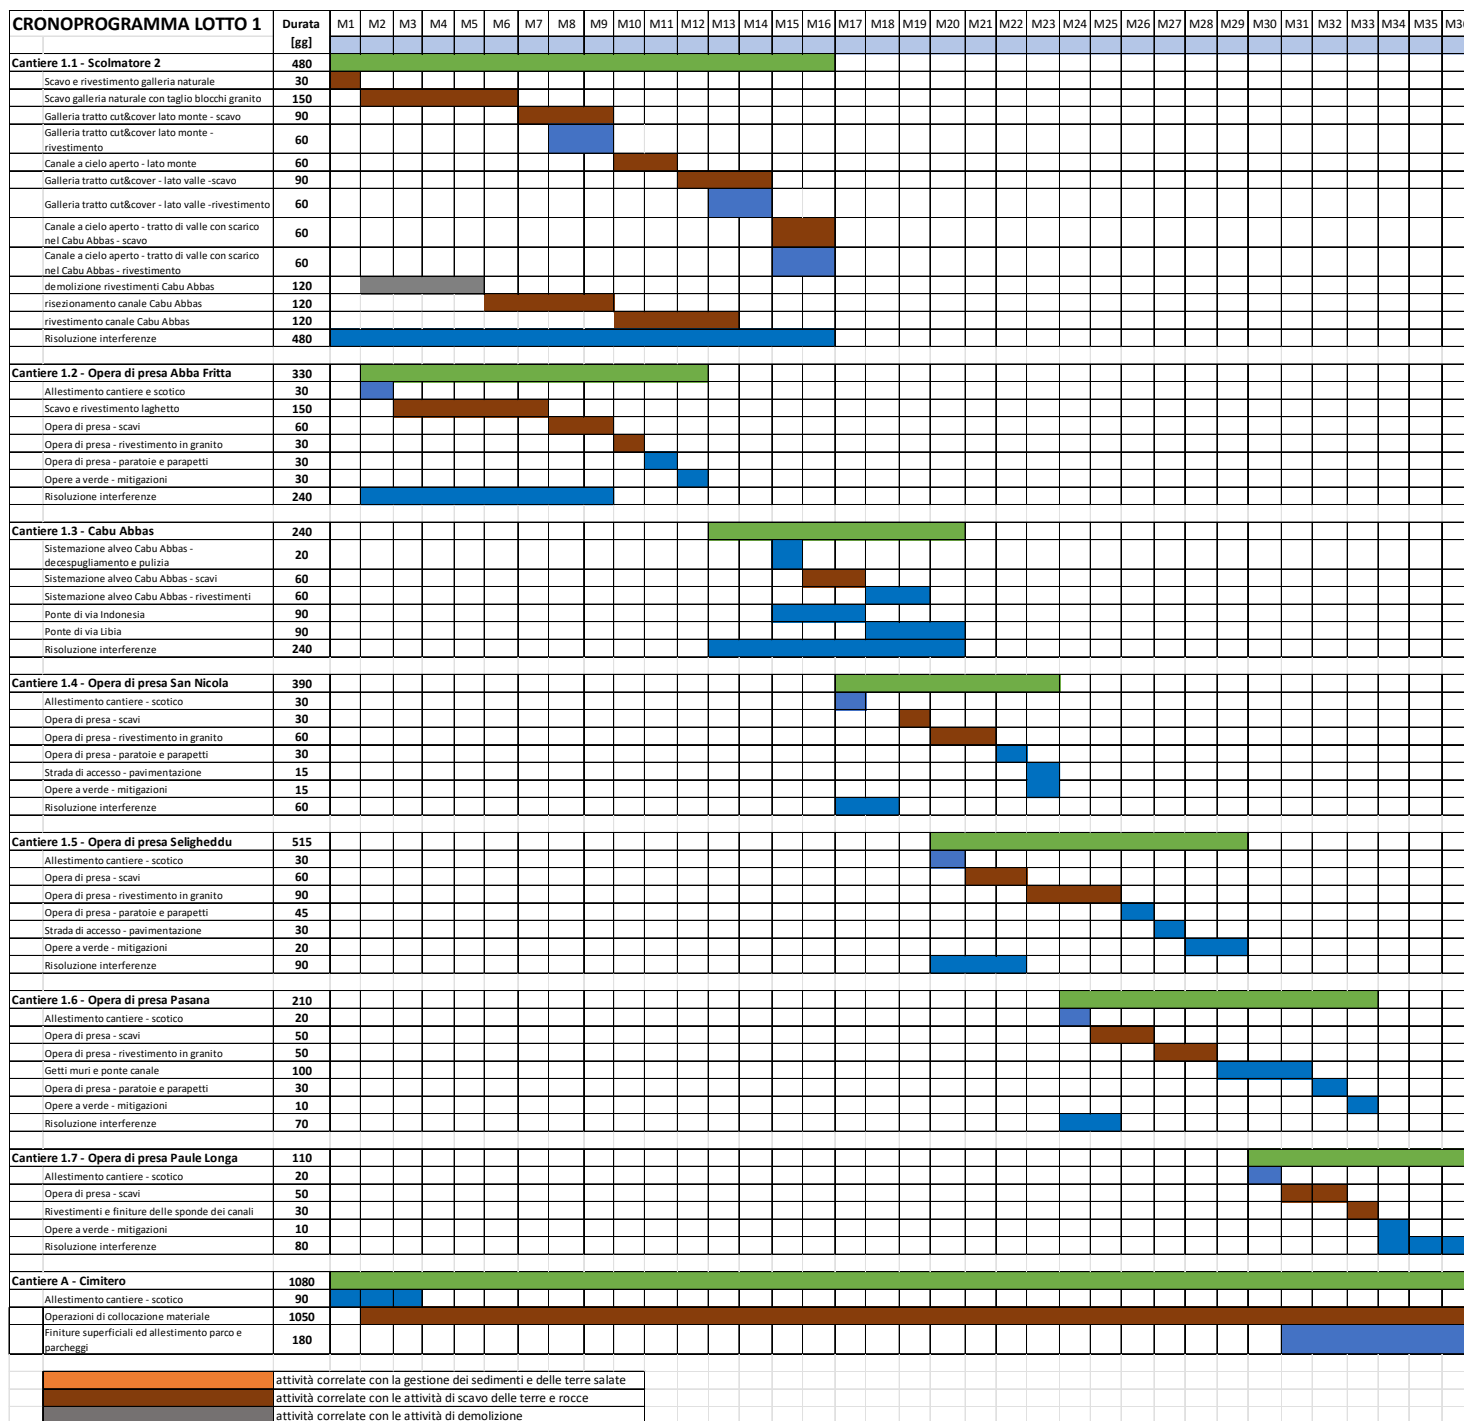 CRONOPROGRAMMA LOTTO 1 Durata M1 M2 M3 M4 M5 M6 M7 M8 M9 M10 M11 M12 M13 M14 M15 M16 M17 M18 M19 M20 M21 M22 M23 M24 M25 M26 M27 M28 M29 M30 M31 M32 M33 M34 M35
[gg]
Cantiere 1.1 - Scolmatore 2 480
Scavo e rivestimento galleria naturale 30
Scavo galleria naturale con taglio blocchi granito 150
Galleria tratto cut&cover lato monte - scavo 90
Galleria tratto cut&cover lato monte -
rivestimento 60
Canale a cielo aperto - lato monte 60
Galleria tratto cut&cover - lato valle -scavo 90
Galleria tratto cut&cover - lato valle -rivestimento 60
Canale a cielo aperto - tratto di valle con scarico
nel Cabu Abbas - scavo 60
Canale a cielo aperto - tratto di valle con scarico
nel Cabu Abbas - rivestimento 60
demolizione rivestimenti Cabu Abbas 120
risezionamento canale Cabu Abbas 120
rivestimento canale Cabu Abbas 120
Risoluzione interferenze 480
Cantiere 1.2 - Opera di presa Abba Fritta 330
Allestimento cantiere e scotico 30
Scavo e rivestimento laghetto 150
Opera di presa - scavi 60
Opera di presa - rivestimento in granito 30
Opera di presa - paratoie e parapetti 30
Opere a verde - mitigazioni 30
Risoluzione interferenze 240
Cantiere 1.3 - Cabu Abbas 240
Sistemazione alveo Cabu Abbas -
decespugliamento e pulizia 20
Sistemazione alveo Cabu Abbas - scavi 60
Sistemazione alveo Cabu Abbas - rivestimenti 60
Ponte di via Indonesia 90
Ponte di via Libia 90
Risoluzione interferenze 240
Cantiere 1.4 - Opera di presa San Nicola 390
Allestimento cantiere - scotico 30
Opera di presa - scavi 30
Opera di presa - rivestimento in granito 60
Opera di presa - paratoie e parapetti 30
Strada di accesso - pavimentazione 15
Opere a verde - mitigazioni 15
Risoluzione interferenze 60
Cantiere 1.5 - Opera di presa Seligheddu 515
Allestimento cantiere - scotico 30
Opera di presa - scavi 60
Opera di presa - rivestimento in granito 90
Opera di presa - paratoie e parapetti 45
Strada di accesso - pavimentazione 30
Opere a verde - mitigazioni 20
Risoluzione interferenze 90
Cantiere 1.6 - Opera di presa Pasana 210
Allestimento cantiere - scotico 20
Opera di presa - scavi 50
Opera di presa - rivestimento in granito 50
Getti muri e ponte canale 100
Opera di presa - paratoie e parapetti 30
Opere a verde - mitigazioni 10
Risoluzione interferenze 70
Cantiere 1.7 - Opera di presa Paule Longa 110
Allestimento cantiere - scotico 20
Opera di presa - scavi 50
Rivestimenti e finiture delle sponde dei canali 30
Opere a verde - mitigazioni 10
Risoluzione interferenze 80
Cantiere A - Cimitero 1080
Allestimento cantiere - scotico 90
Operazioni di collocazione materiale 1050
Finiture superficiali ed allestimento parco e
parcheggi 180
attività correlate con la gestione dei sedimenti e delle terre salate
attività correlate con le attività di scavo delle terre e rocce
attività correlate con le attività di demolizione